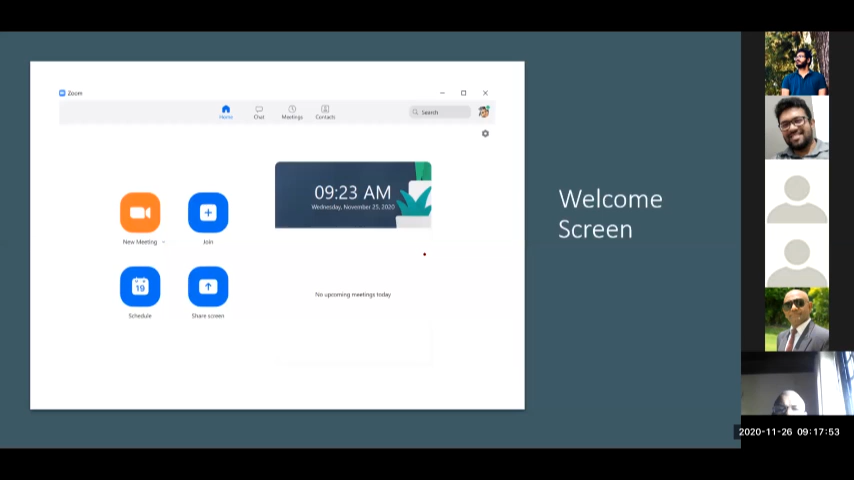 Zoom
Home
Chat
Meetings
Contacts
Search
09:23 AM
Wednesday, November 25, 2020
New Meeting
Join
19
Schedule
Share screen
No upcoming meetings today
Welcome
Screen
2020-11-26 09:17:53